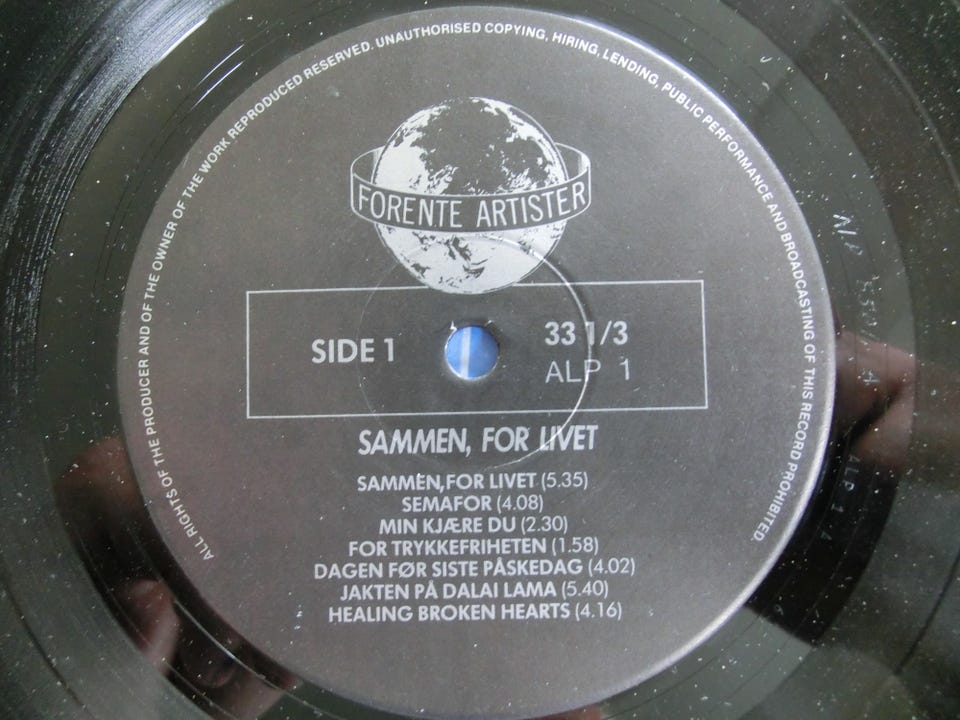 ALL RIGHTS OF THE PRODUCER AND OF THE OWNER OF THE WORK REPRODUCED RESERVED. UNAUTHORISED COPYING, HIRING, LENDING, PUBLIC PERFORMANCE AND BROADCASTING OF THIS RECORD PROHIBITED.
FORENTE ARTISTER
SIDE 1
33 1/3
ALP 1
SAMMEN, FOR LIVET
SAMMEN,FOR LIVET (5.35)
SEMAFOR (4.08)
MIN KJÆRE DU (2.30)
FOR TRYKKEFRIHETEN (1.58)
DAGEN FØR SISTE PÅSKEDAG (4.02)
JAKTEN PÅ DALAI LAMA (5.40)
HEALING BROKEN HEARTS (4.16)
ALP 1 A